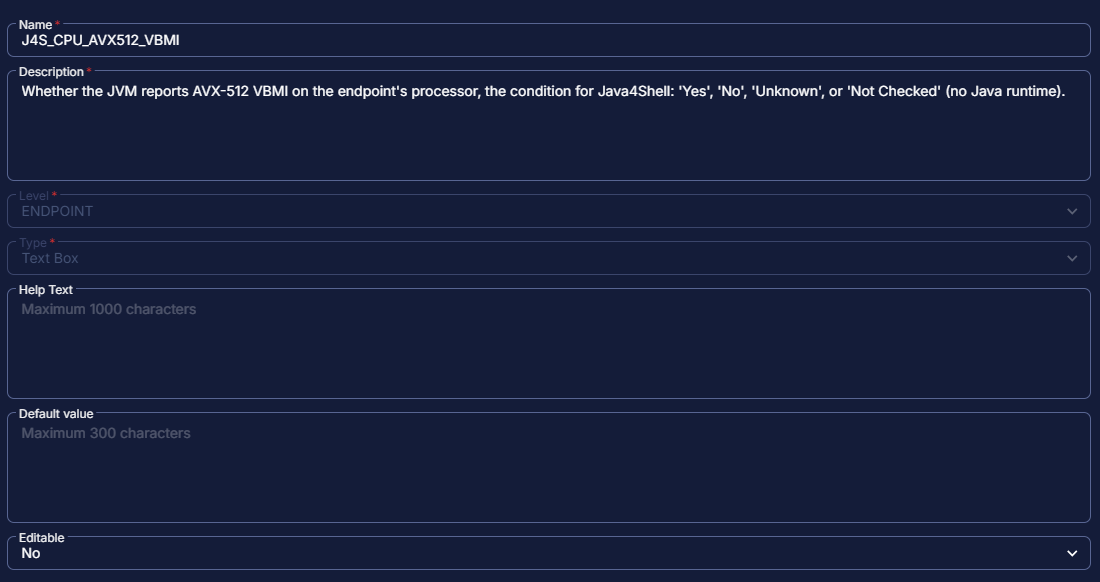 Name *
J4S_CPU_AVX512_VBMI
Description *
Whether the JVM reports AVX-512 VBMI on the endpoint's processor, the condition for Java4Shell: 'Yes', 'No', 'Unknown', or 'Not Checked' (no Java runtime).
Level *
ENDPOINT
Type *
Text Box
Help Text
Maximum 1000 characters
Default value
Maximum 300 characters
Editable
No